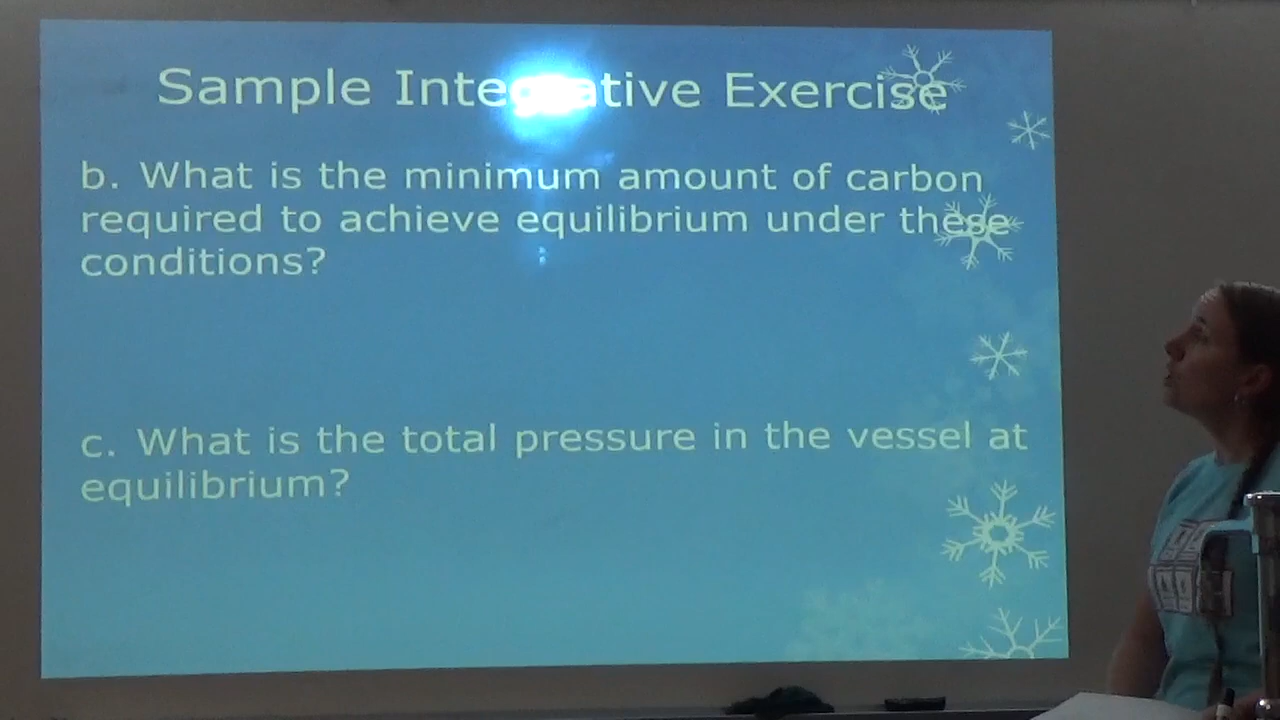 Sample Integrative Exercise
b. What is the minimum amount of carbon
required to achieve equilibrium under these
conditions?
c. What is the total pressure in the vessel at
equilibrium?